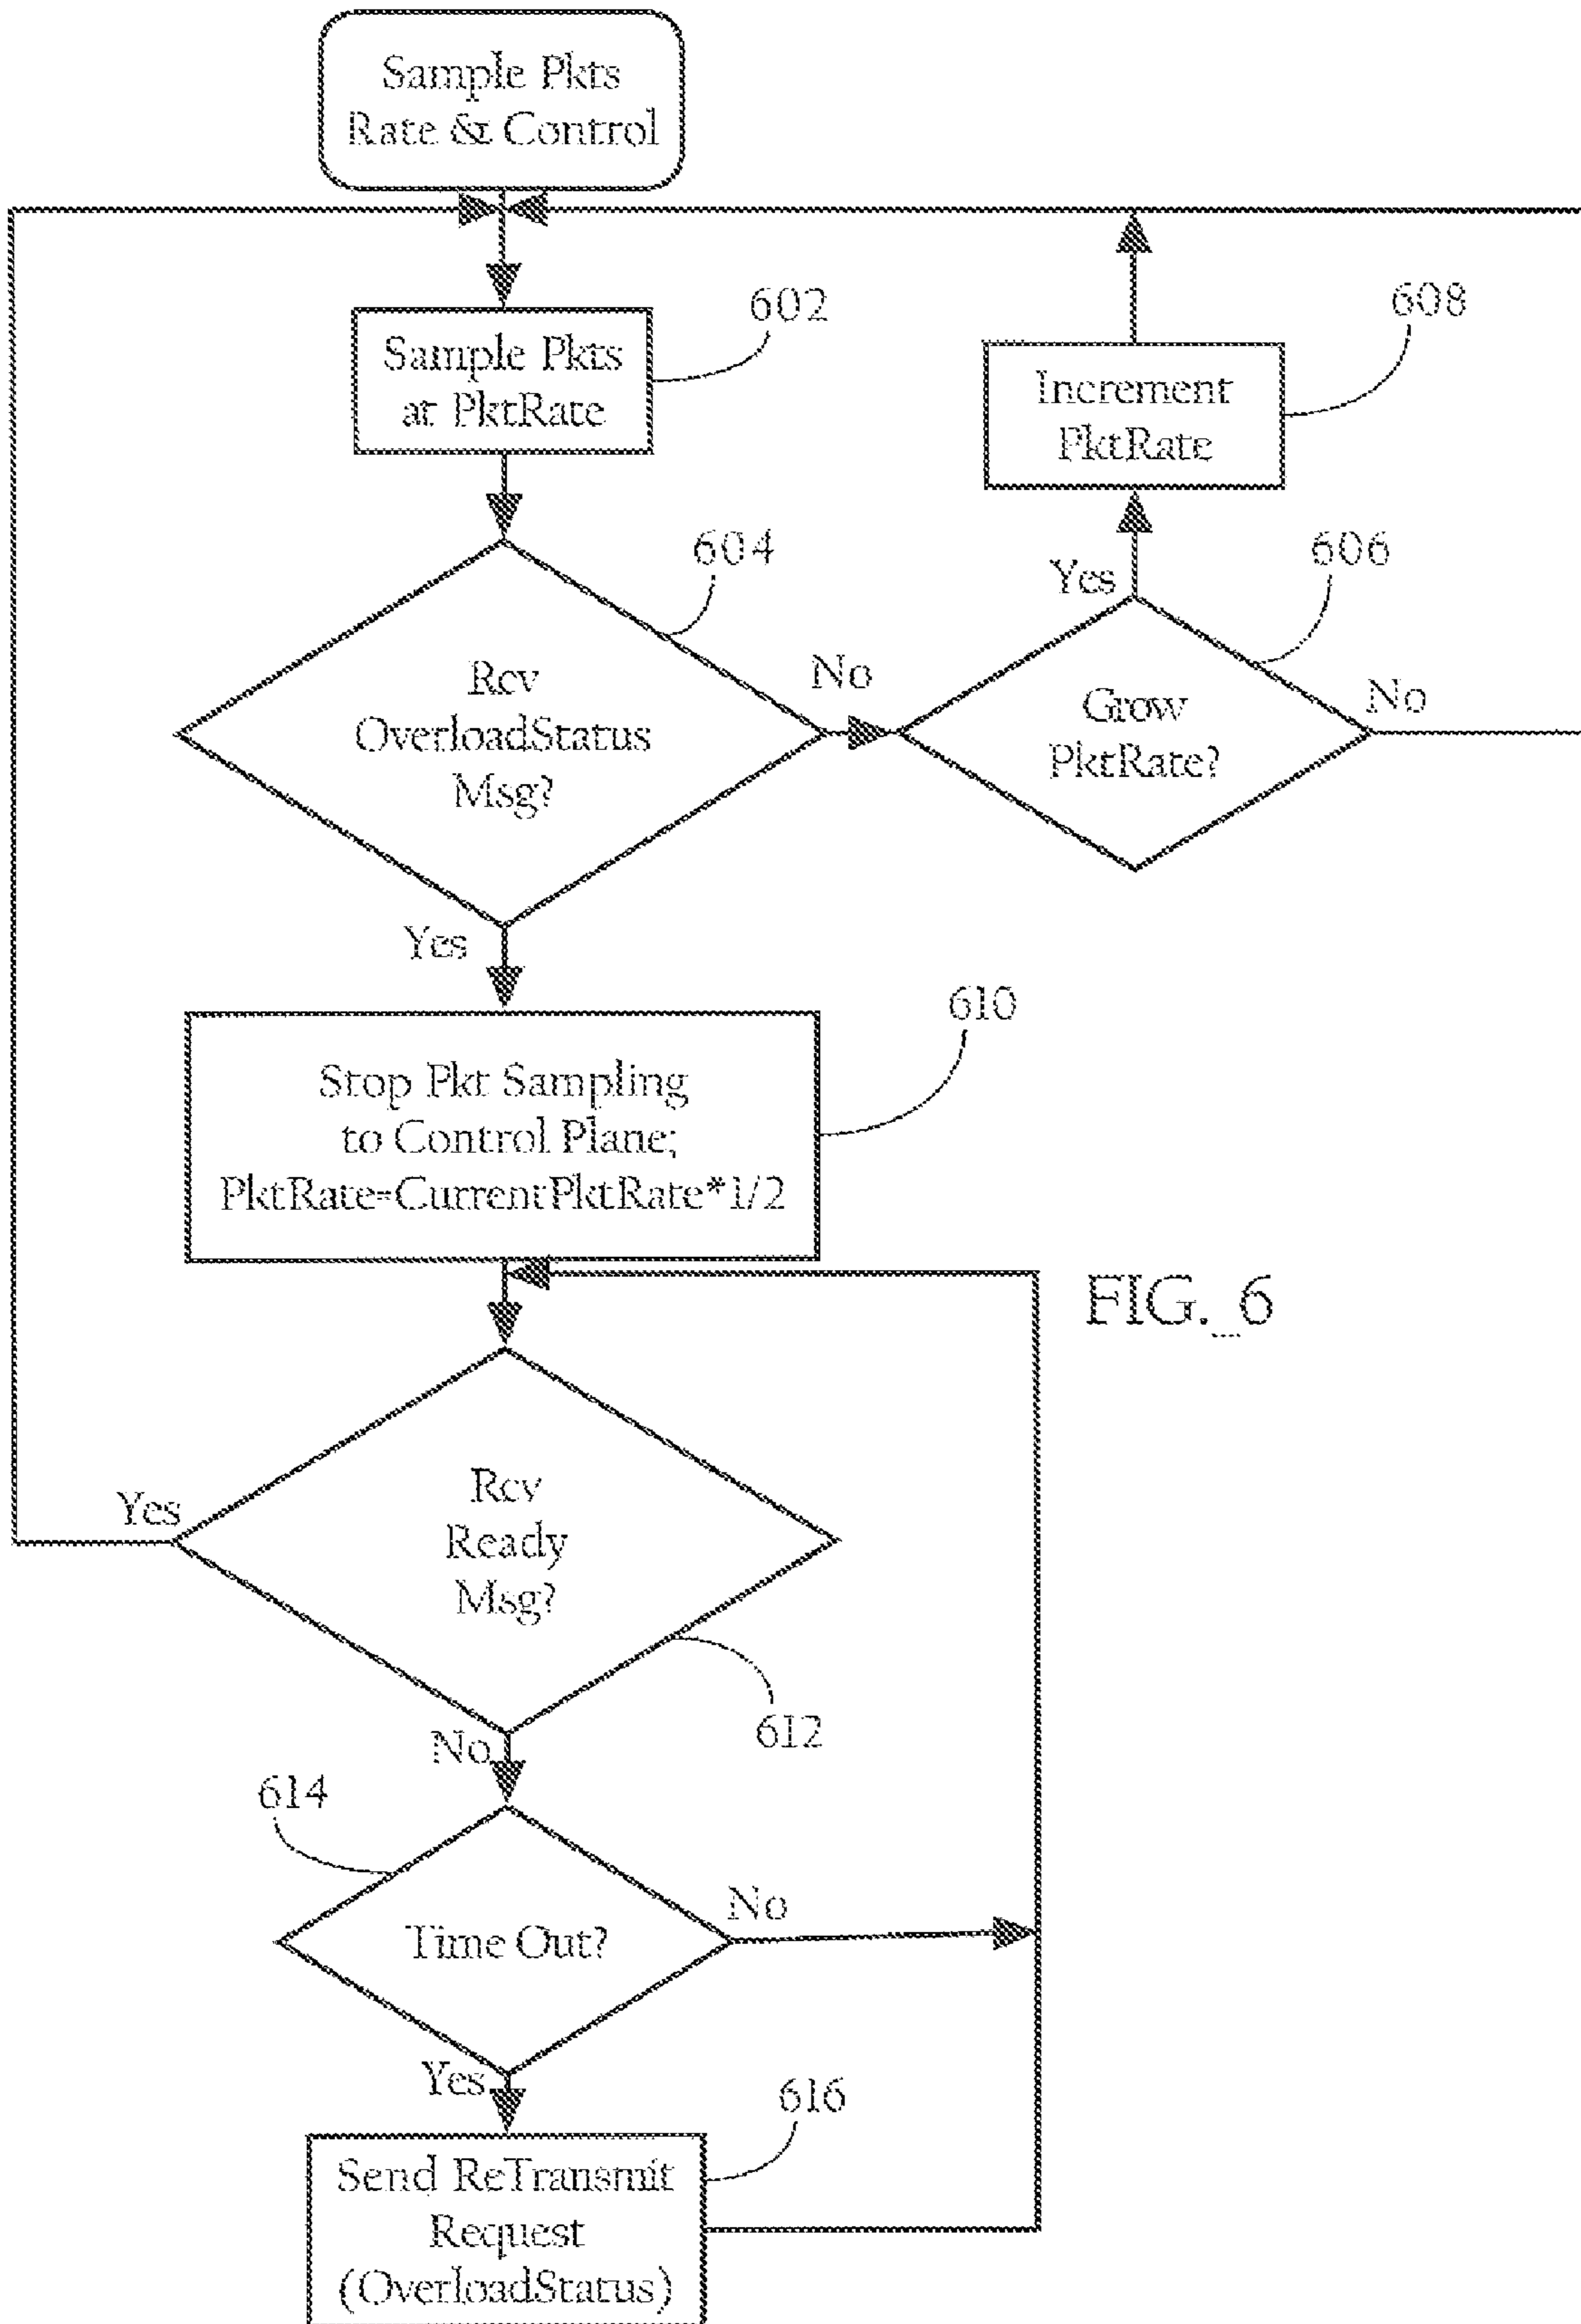 Sample Pkts
Rate & Control
602
Sample Pkts
at PktRate
608
Increment
PktRate
604
606
Yes
Rcv
OverloadStatus
Msg?
No
Grow
PktRate?
No
Yes
610
Stop Pkt Sampling
to Control Plane;
PktRate=CurrentPktRate*1/2
FIG._6
Yes
Rcv
Ready
Msg?
612
No
614
Time Out?
No
Yes
616
Send ReTransmit
Request
(OverloadStatus)